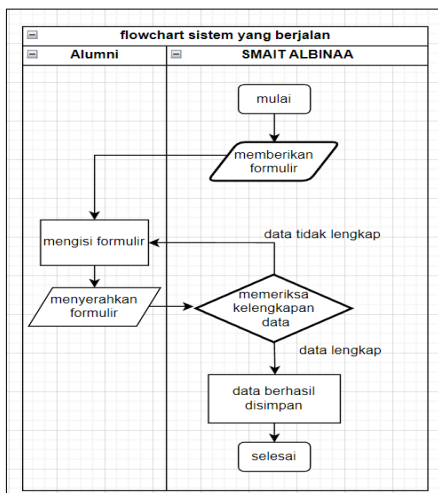 flowchart sistem yang berjalan
Alumni
SMAIT ALBINAA
mulai
memberikan
formulir
mengisi formulir
data tidak lengkap
menyerahkan
formulir
memeriksa
kelengkapan
data
data lengkap
data berhasil
disimpan
selesai